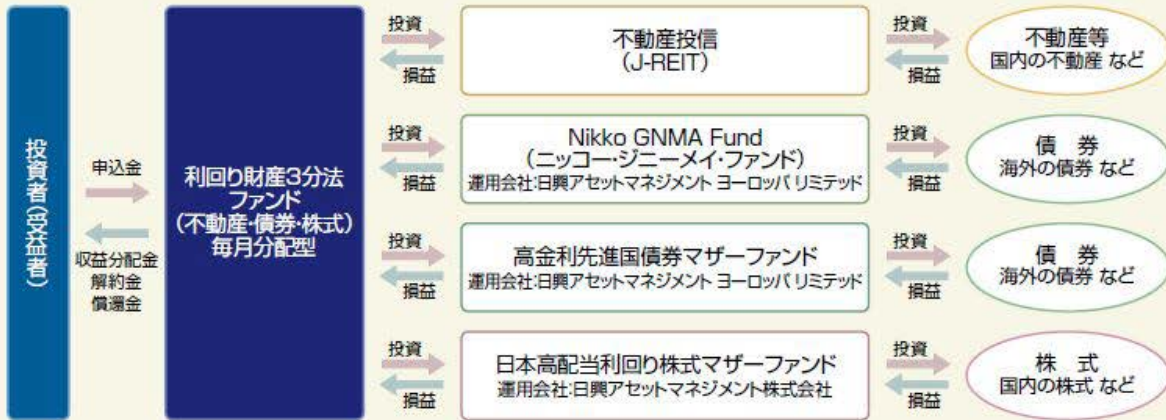 投資者(受益者)
申込金
収益分配金
解約金
償還金
利回り財産3分法
ファンド
(不動産・債券・株式)
毎月分配型
投資
損益
不動産投信
(J-REIT)
投資
損益
不動産等
国内の不動産 など
投資
損益
Nikko GNMA Fund
(ニッコー・ジニーメイ・ファンド)
運用会社:日興アセットマネジメント ヨーロッパ リミテッド
投資
損益
債 券
海外の債券 など
投資
損益
高金利先進国債券マザーファンド
運用会社:日興アセットマネジメント ヨーロッパ リミテッド
投資
損益
債 券
海外の債券 など
投資
損益
日本高配当利回り株式マザーファンド
運用会社:日興アセットマネジメント株式会社
投資
損益
株 式
国内の株式 など